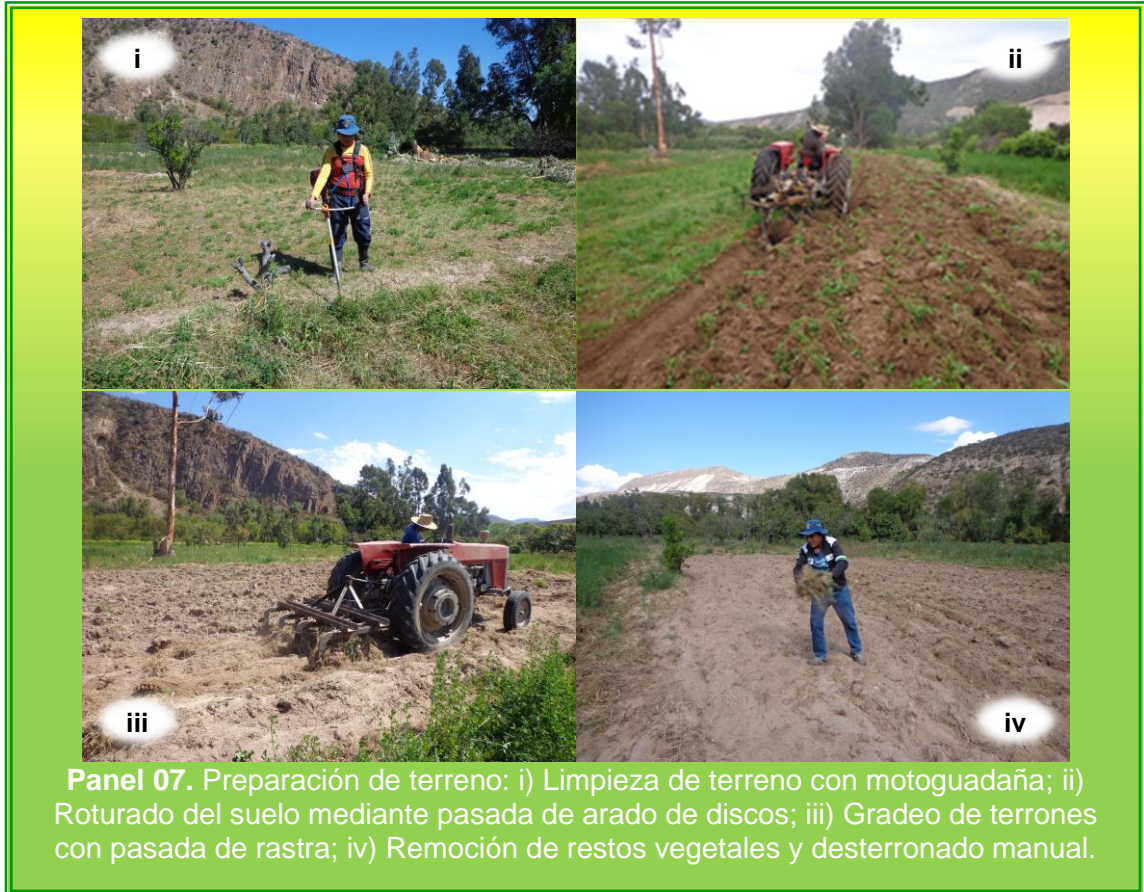 i
ii
iii
iv
Panel 07. Preparación de terreno: i) Limpieza de terreno con motoguadaña; ii)
Roturado del suelo mediante pasada de arado de discos; iii) Gradeo de terrones
con pasada de rastra; iv) Remoción de restos vegetales y desterronado manual.